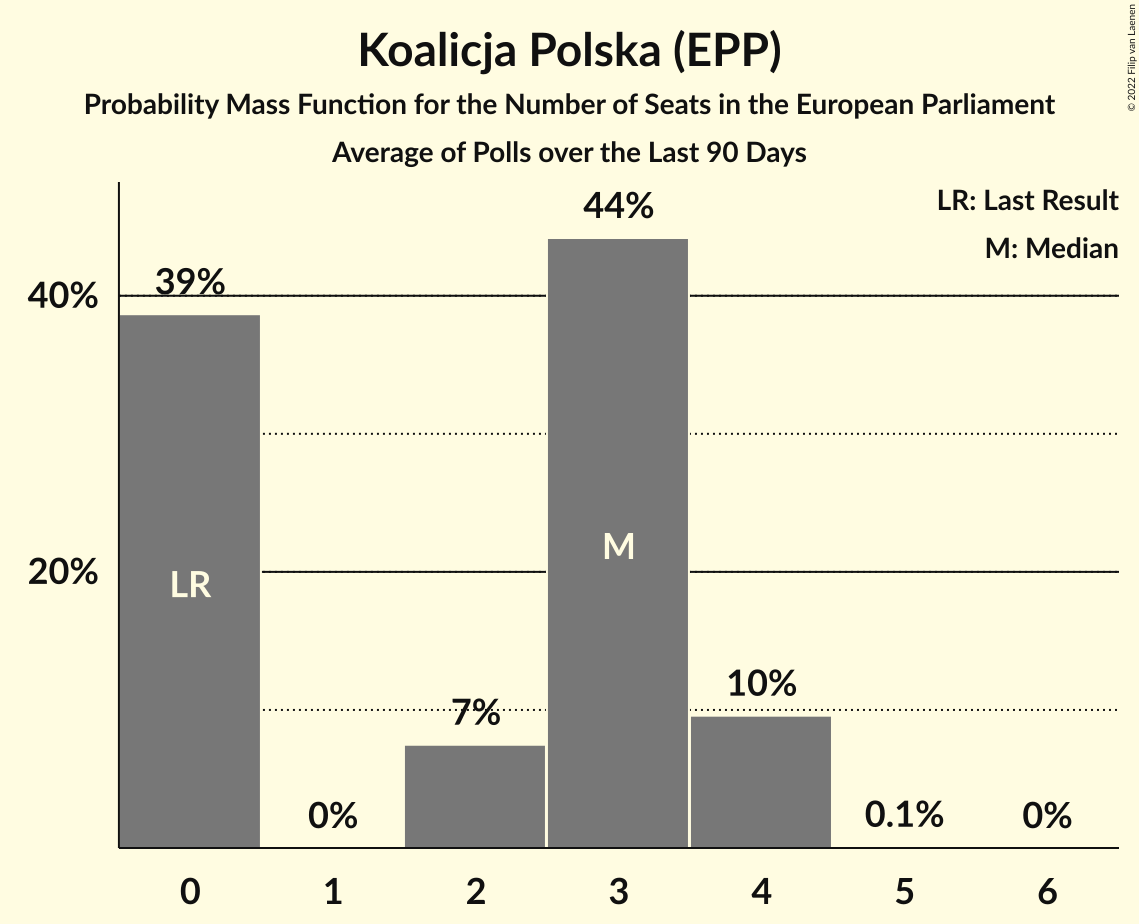 Koalicja Polska (EPP)
Probability Mass Function for the Number of Seats in the European Parliament
Average of Polls over the Last 90 Days
© 2022 Filip van Laenen
LR: Last Result
M: Median
44%
39%
40%
M
20%
LR
10%
7%
0%
0.1%
0%
0 1 2 3 4 5 6